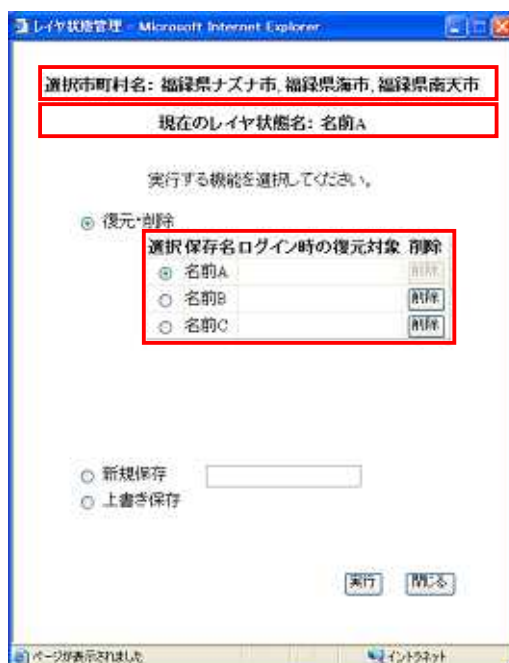 レイヤ状態管理 - Microsoft Internet Explorer
選択市町村名: 福録県ナズナ市, 福録県海市, 福録県南天市
現在のレイヤ状態名: 名前A
実行する機能を選択してください。
復元・削除
選択 保存名 ログイン時の復元対象 削除
名前A 削除
名前B 削除
名前C 削除
新規保存
上書き保存
実行 閉じる
ページが表示されました イントラネット